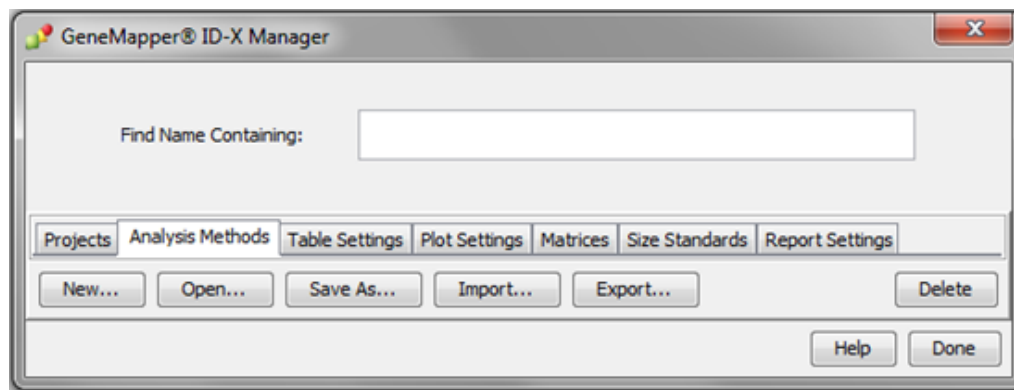 GeneMapper® ID-X Manager
Find Name Containing:
Projects Analysis Methods Table Settings Plot Settings Matrices Size Standards Report Settings
New... Open... Save As... Import... Export... Delete
Help Done